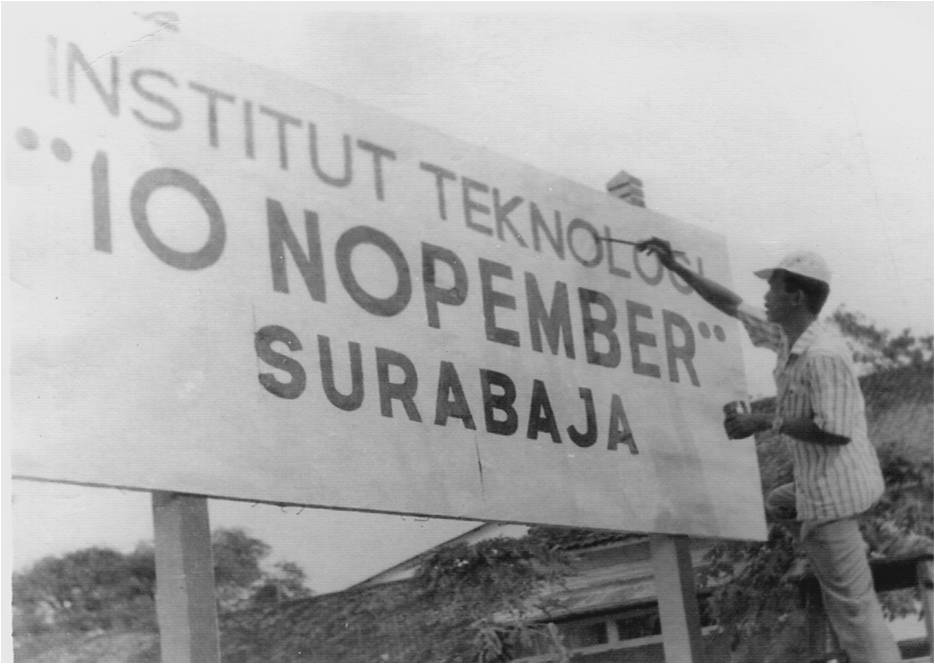 INSTITUT TEKNOLOGI
"10 NOPEMBER"
SURABAJA